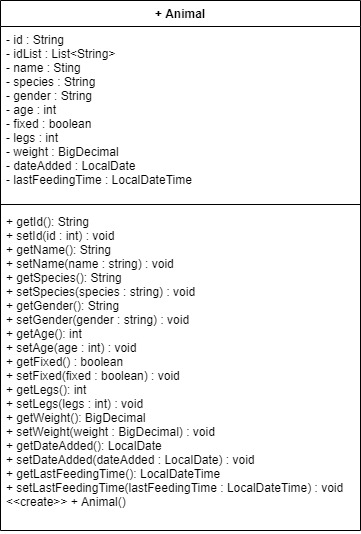 + Animal
- id : String
- idList : List<String>
- name : Sting
- species : String
- gender : String
- age : int
- fixed : boolean
- legs : int
- weight : BigDecimal
- dateAdded : LocalDate
- lastFeedingTime : LocalDateTime
+ getId(): String
+ setId(id : int) : void
+ getName(): String
+ setName(name : string) : void
+ getSpecies(): String
+ setSpecies(species : string) : void
+ getGender(): String
+ setGender(gender : string) : void
+ getAge(): int
+ setAge(age : int) : void
+ getFixed() : boolean
+ setFixed(fixed : boolean) : void
+ getLegs(): int
+ setLegs(legs : int) : void
+ getWeight(): BigDecimal
+ setWeight(weight : BigDecimal) : void
+ getDateAdded(): LocalDate
+ setDateAdded(dateAdded : LocalDate) : void
+ getLastFeedingTime(): LocalDateTime
+ setLastFeedingTime(lastFeedingTime : LocalDateTime) : void
<<create>> + Animal()